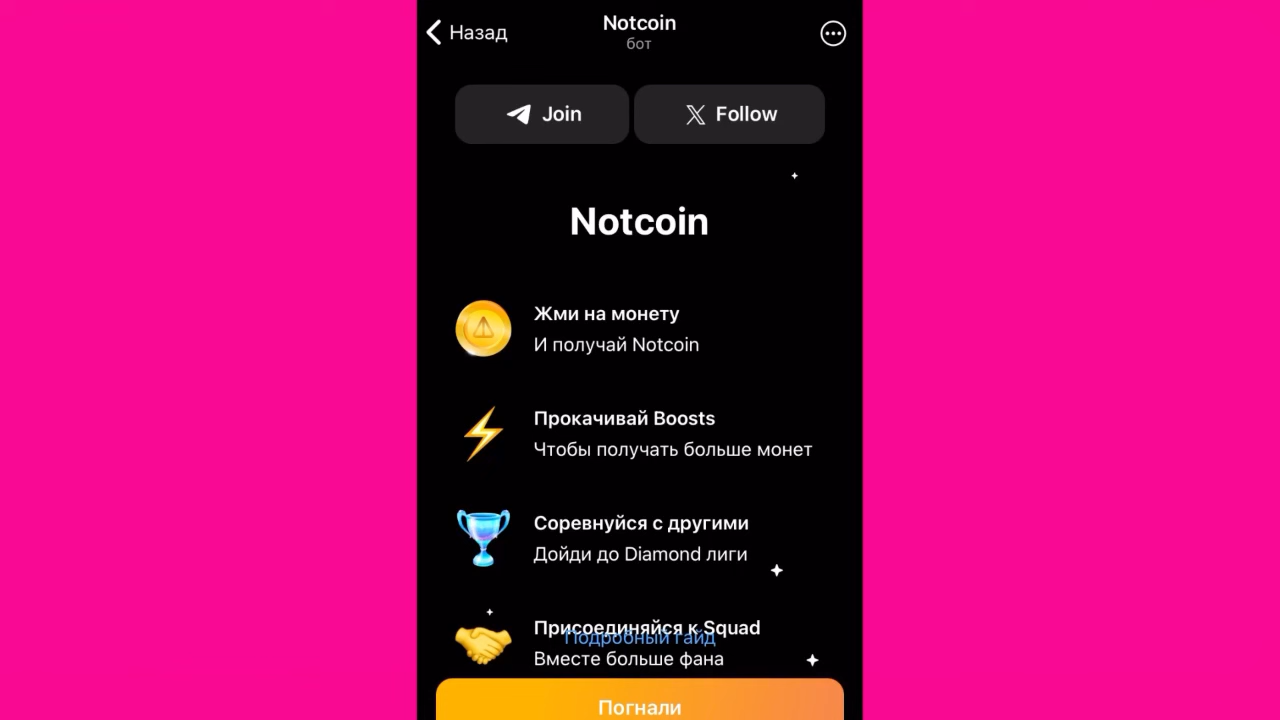 Назад
Notcoin
бот
Join
Follow
Notcoin
Жми на монету
И получай Notcoin
Прокачивай Boosts
Чтобы получать больше монет
Соревнуйся с другими
Дойди до Diamond лиги
Присоединяйся к Squad
Подробный гайд
Вместе больше фана
Погнали